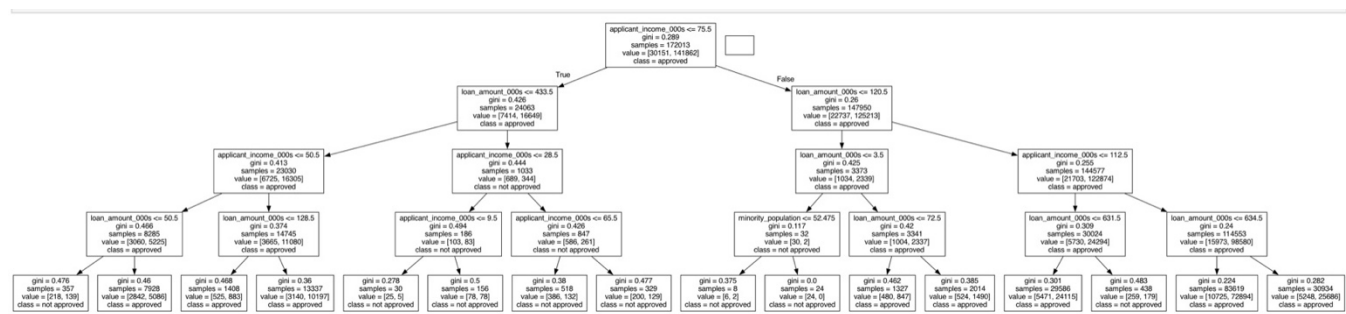 applicant_income_000s <= 75.5
gini = 0.289
samples = 172013
value = [30151, 141862]
class = approved
True
False
loan_amount_000s <= 433.5
gini = 0.426
samples = 24063
value = [7414, 16649]
class = approved
loan_amount_000s <= 120.5
gini = 0.26
samples = 147950
value = [22737, 125213]
class = approved
applicant_income_000s <= 50.5
gini = 0.413
samples = 23030
value = [6725, 16305]
class = approved
applicant_income_000s <= 28.5
gini = 0.444
samples = 1033
value = [689, 344]
class = not approved
loan_amount_000s <= 3.5
gini = 0.425
samples = 3373
value = [1034, 2339]
class = approved
applicant_income_000s <= 112.5
gini = 0.255
samples = 144577
value = [21703, 122874]
class = approved
loan_amount_000s <= 50.5
gini = 0.466
samples = 8285
value = [3060, 5225]
class = approved
loan_amount_000s <= 128.5
gini = 0.374
samples = 14745
value = [3665, 11080]
class = approved
applicant_income_000s <= 9.5
gini = 0.494
samples = 186
value = [103, 83]
class = not approved
applicant_income_000s <= 65.5
gini = 0.426
samples = 847
value = [586, 261]
class = not approved
minority_population <= 52.475
gini = 0.117
samples = 32
value = [30, 2]
class = not approved
loan_amount_000s <= 72.5
gini = 0.42
samples = 3341
value = [1004, 2337]
class = approved
loan_amount_000s <= 631.5
gini = 0.309
samples = 30024
value = [5730, 24294]
class = approved
loan_amount_000s <= 634.5
gini = 0.24
samples = 114553
value = [15973, 98580]
class = approved
gini = 0.476
samples = 357
value = [218, 139]
class = not approved
gini = 0.46
samples = 7928
value = [2842, 5086]
class = approved
gini = 0.468
samples = 1408
value = [525, 883]
class = approved
gini = 0.36
samples = 13337
value = [3140, 10197]
class = approved
gini = 0.278
samples = 30
value = [25, 5]
class = not approved
gini = 0.5
samples = 156
value = [78, 78]
class = not approved
gini = 0.38
samples = 518
value = [386, 132]
class = not approved
gini = 0.477
samples = 329
value = [200, 129]
class = not approved
gini = 0.375
samples = 8
value = [6, 2]
class = not approved
gini = 0.0
samples = 24
value = [24, 0]
class = not approved
gini = 0.462
samples = 1327
value = [480, 847]
class = approved
gini = 0.385
samples = 2014
value = [524, 1490]
class = approved
gini = 0.301
samples = 29586
value = [5471, 24115]
class = approved
gini = 0.483
samples = 438
value = [259, 179]
class = not approved
gini = 0.224
samples = 83619
value = [10725, 72894]
class = approved
gini = 0.282
samples = 30934
value = [5248, 25686]
class = approved